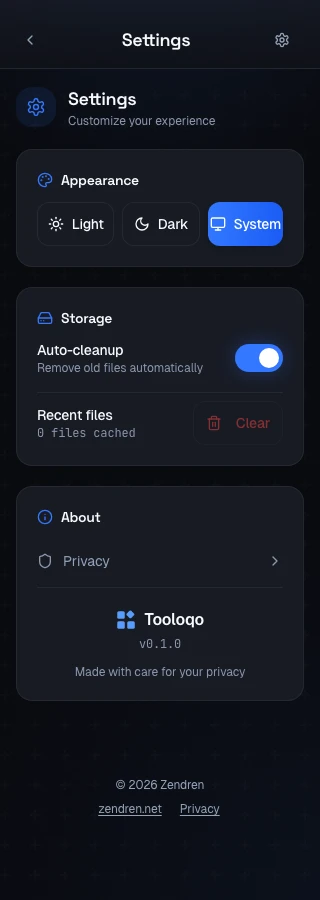 Settings
Settings
Customize your experience
Appearance
Light
Dark
System
Storage
Auto-cleanup
Remove old files automatically
Recent files
0 files cached
Clear
About
Privacy
Tooloqo
v0.1.0
Made with care for your privacy
© 2026 Zendren
zendren.net Privacy